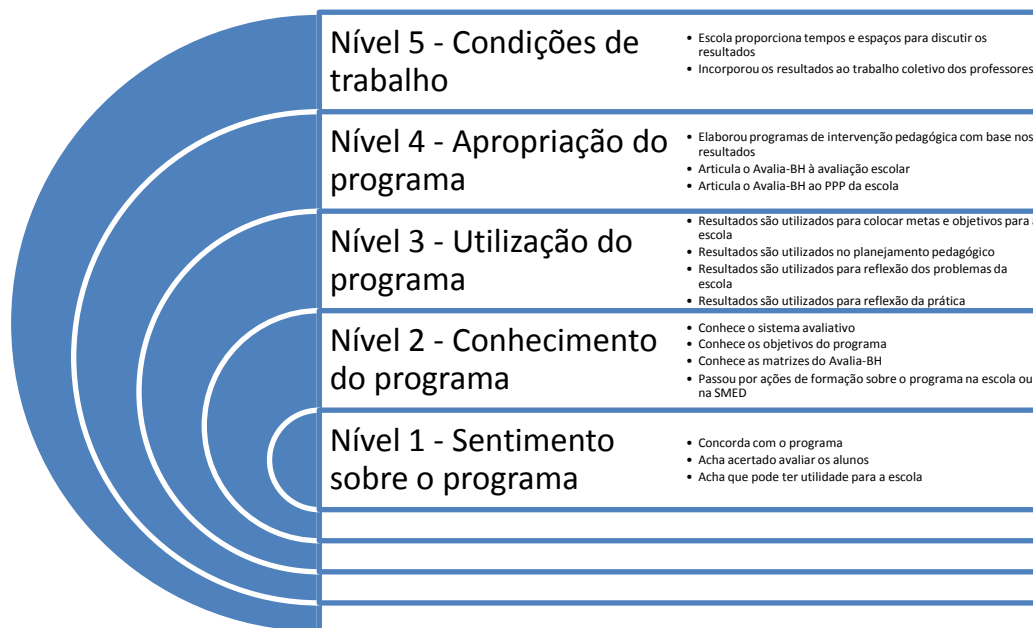 Nível 5 - Condições de
trabalho
• Escola proporciona tempos e espaços para discutir os
resultados
• Incorporou os resultados ao trabalho coletivo dos professores
Nível 4 - Apropriação do
programa
• Elaborou programas de intervenção pedagógica com base nos
resultados
• Articula o Avalia-BH à avaliação escolar
• Articula o Avalia-BH ao PPP da escola
Nível 3 - Utilização do
programa
• Resultados são utilizados para colocar metas e objetivos para a
escola
• Resultados são utilizados no planejamento pedagógico
• Resultados são utilizados para reflexão dos problemas da
escola
• Resultados são utilizados para reflexão da prática
Nível 2 - Conhecimento
do programa
• Conhece o sistema avaliativo
• Conhece os objetivos do programa
• Conhece as matrizes do Avalia-BH
• Passou por ações de formação sobre o programa na escola ou
na SMED
Nível 1 - Sentimento
sobre o programa
• Concorda com o programa
• Acha acertado avaliar os alunos
• Acha que pode ter utilidade para a escola